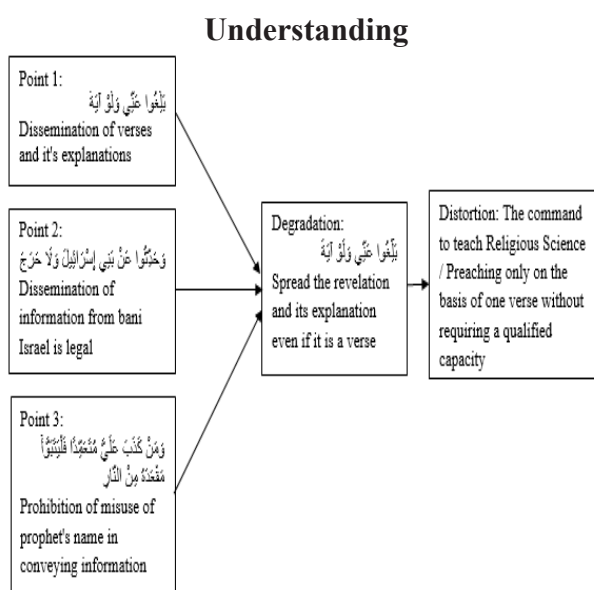 Understanding
Point 1:
بَلِّغُوا عَنِّي وَلَوْ آيَةً
Dissemination of verses
and it's explanations
Point 2:
وَحَدِّثُوا عَنْ بَنِي إِسْرَائِيلَ وَلَا حَرَجَ
Dissemination of
information from bani
Israel is legal
Point 3:
وَمَنْ كَذَبَ عَلَيَّ مُتَعَمِّدًا فَلْيَتَبَوَّأْ
مَقْعَدَهُ مِنْ النَّارِ
Prohibition of misuse of
prophet's name in
conveying information
Degradation:
بَلِّغُوا عَنِّي وَلَوْ آيَةً
Spread the revelation
and its explanation
even if it is a verse
Distortion: The command
to teach Religious Science
/ Preaching only on the
basis of one verse without
requiring a qualified
capacity